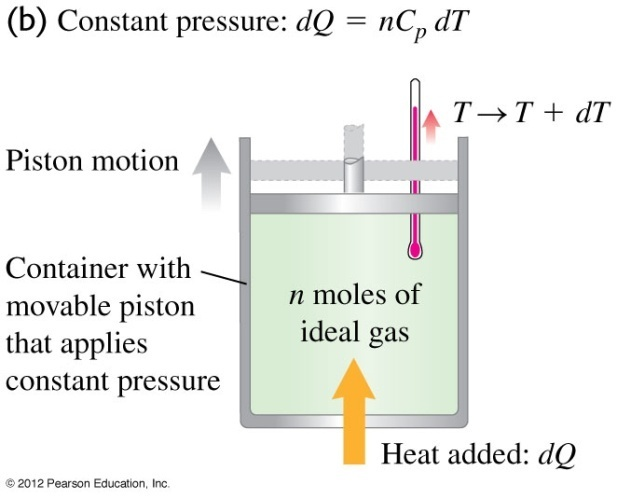 (b) Constant pressure: dQ = nCₚ dT
T → T + dT
Piston motion
Container with
movable piston
that applies
constant pressure
n moles of
ideal gas
Heat added: dQ
© 2012 Pearson Education, Inc.